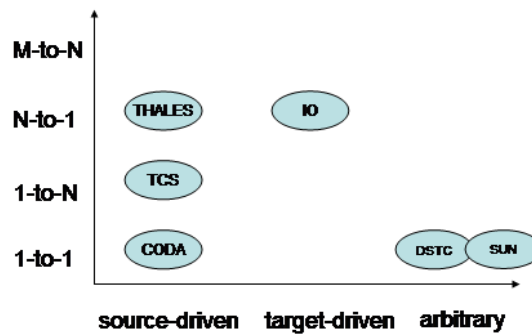 M-to-N
N-to-1 THALES IO
1-to-N TCS
1-to-1 CODA DSTC SUN
source-driven target-driven arbitrary